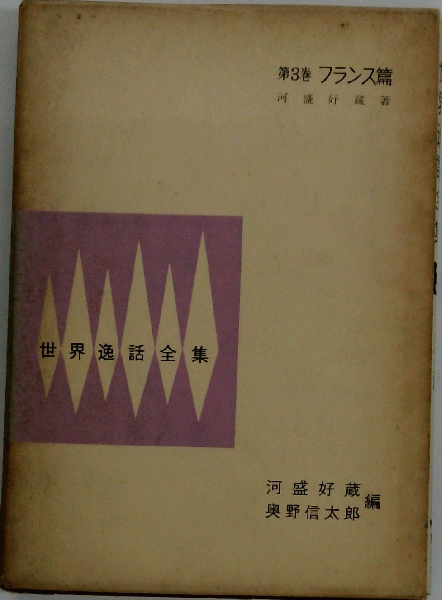 第3巻 フランス篇
河盛好蔵著
世界逸話全集
河盛好蔵
奥野信太郎
編